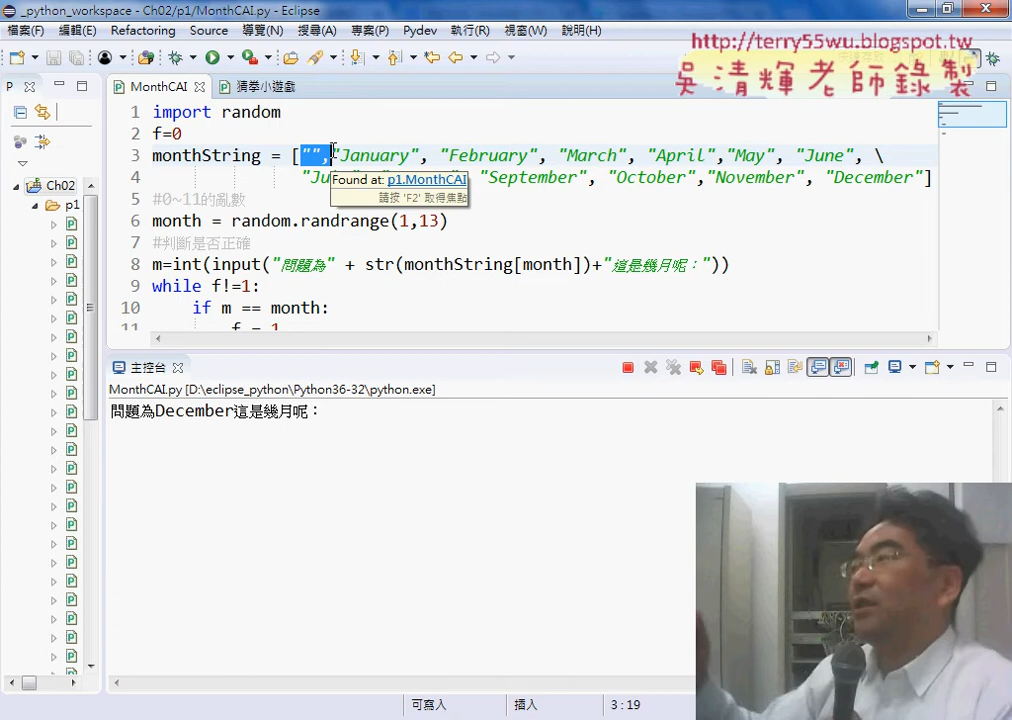 _python_workspace - Ch02/p1/MonthCAI.py - Eclipse
檔案(F) 編輯(E) Refactoring Source 導覽(N) 搜尋(A) 專案(P) Pydev 執行(R) 視窗(W) 說明(H)
http://terry55wu.blogspot.tw
吳清輝老師錄製
P
MonthCAI
猜拳小遊戲
1 import random
2 f=0
3 monthString = ["","January", "February", "March", "April","May", "June", \
4 "Ju "September", "October","November", "December"]
Found at: p1.MonthCAI
請按 'F2' 取得焦點
5 #0~11的亂數
6 month = random.randrange(1,13)
7 #判斷是否正確
8 m=int(input("問題為" + str(monthString[month])+"這是幾月呢："))
9 while f!=1:
10 if m == month:
11 f = 1
Ch02
p1
主控台
MonthCAI.py [D:\eclipse_python\Python36-32\python.exe]
問題為December這是幾月呢：
可寫入 插入 3:19